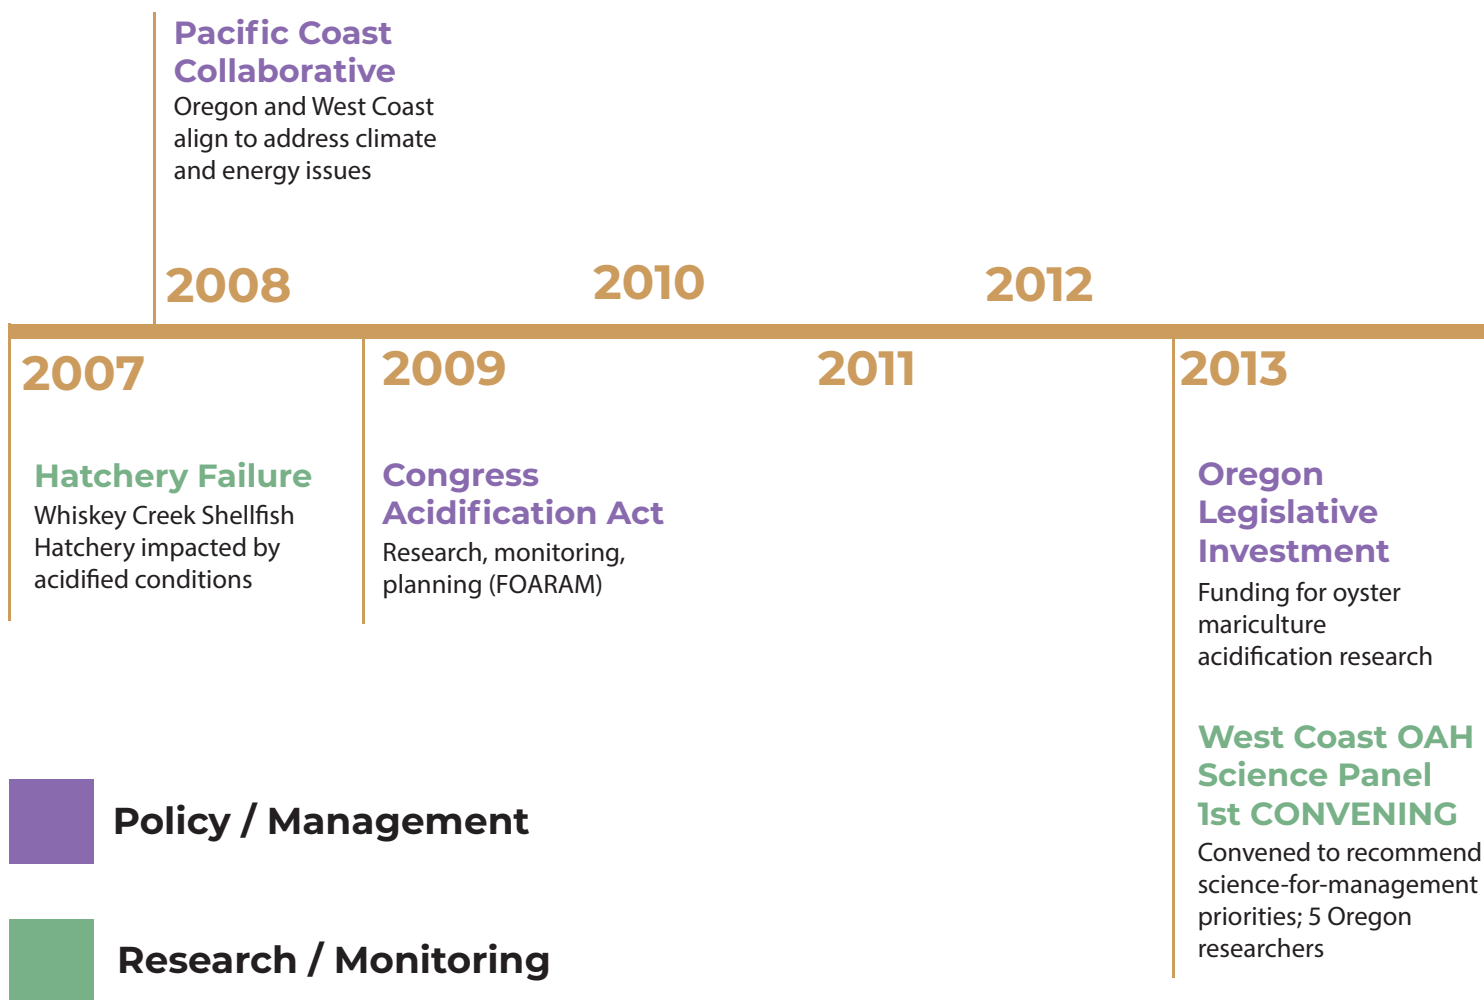 Pacific Coast
Collaborative
Oregon and West Coast
align to address climate
and energy issues
2008
2010
2012
2007
2009
2011
2013
Hatchery Failure
Whiskey Creek Shellfish
Hatchery impacted by
acidified conditions
Congress
Acidification Act
Research, monitoring,
planning (FOARAM)
Oregon
Legislative
Investment
Funding for oyster
mariculture
acidification research
West Coast OAH
Science Panel
1st CONVENING
Convened to recommend
science-for-management
priorities; 5 Oregon
researchers
Policy / Management
Research / Monitoring